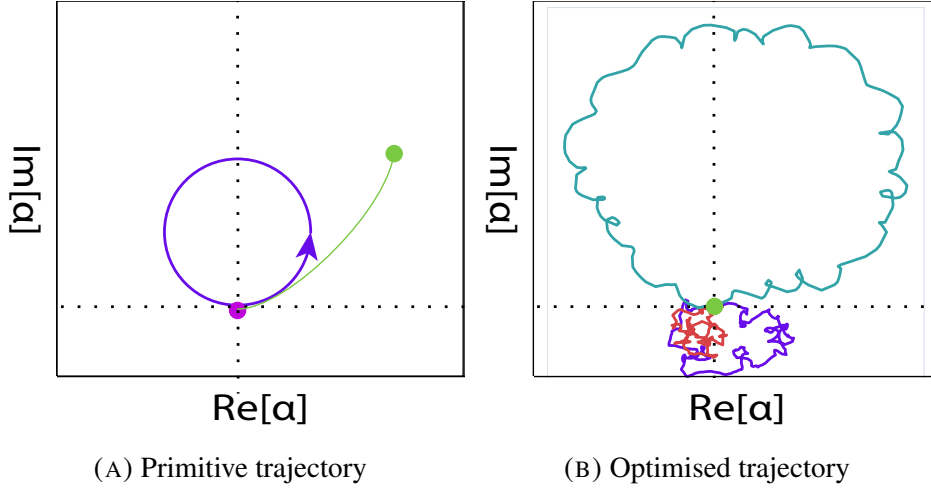 Im[α]
Re[α]
(A) Primitive trajectory
Im[α]
Re[α]
(B) Optimised trajectory